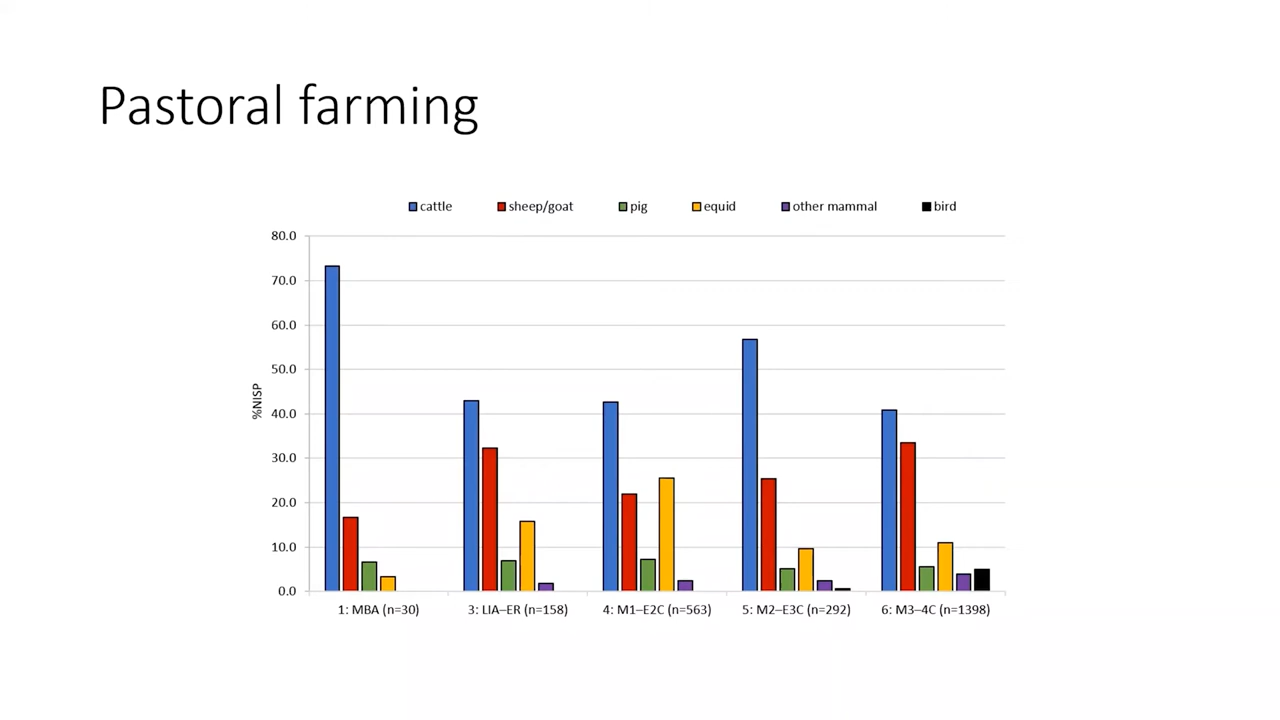 Pastoral farming
cattle sheep/goat pig equid other mammal bird
80.0
70.0
60.0
50.0
40.0
30.0
20.0
10.0
0.0
%NISP
1: MBA (n=30) 3: LIA–ER (n=158) 4: M1–E2C (n=563) 5: M2–E3C (n=292) 6: M3–4C (n=1398)